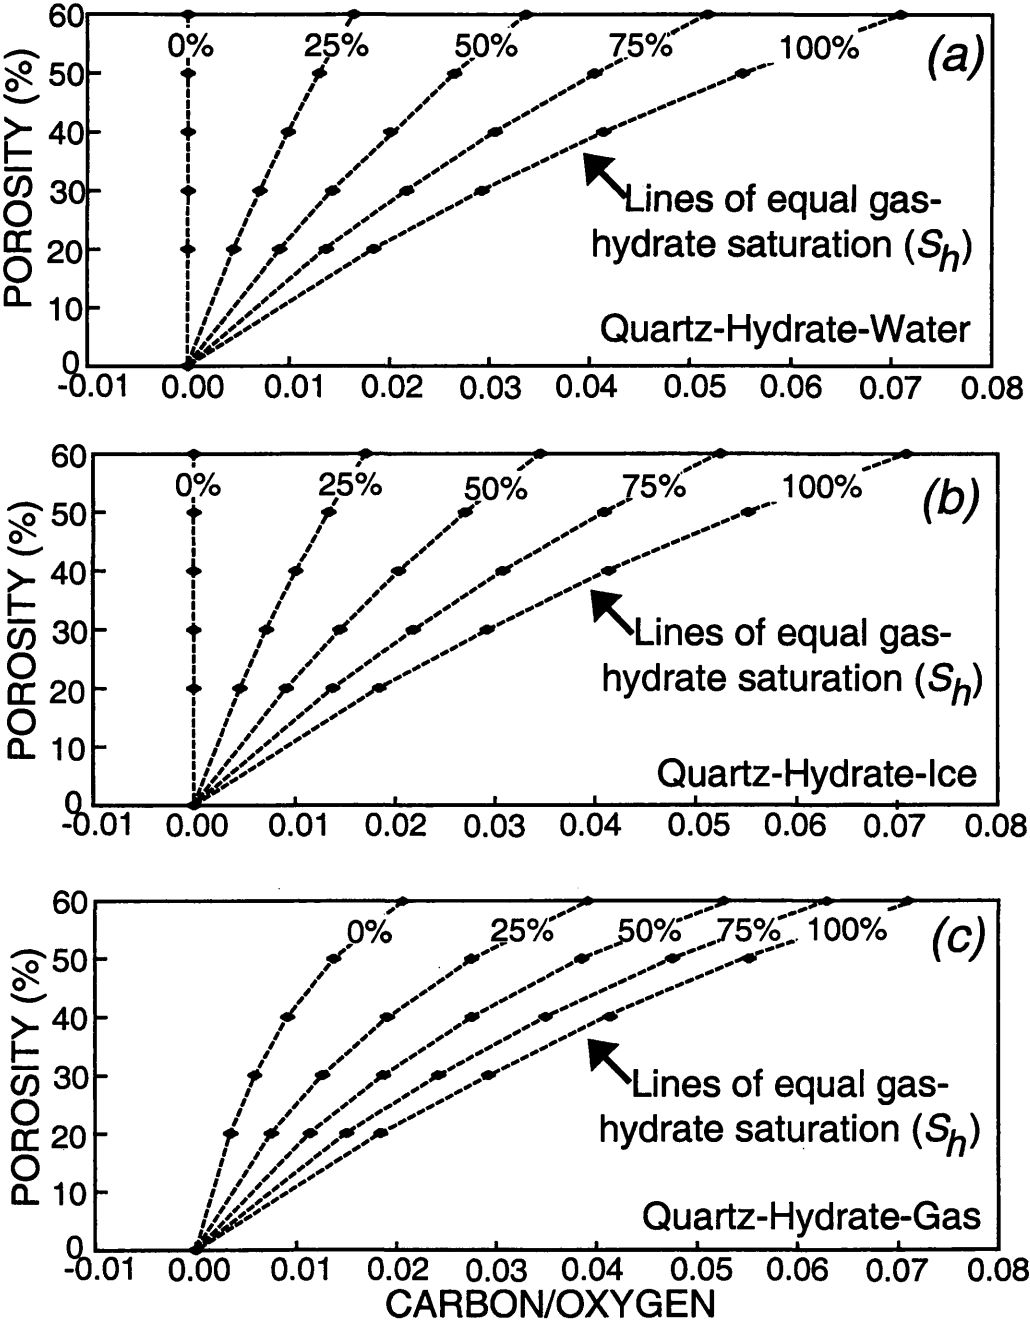 60
0% 25% 50% 75% 100% (a)
50
40
30
Lines of equal gas-
hydrate saturation (Sh)
20
10
Quartz-Hydrate-Water
0
-0.01 0.00 0.01 0.02 0.03 0.04 0.05 0.06 0.07 0.08
POROSITY (%)
60
0% 25% 50% 75% 100% (b)
50
40
30
Lines of equal gas-
hydrate saturation (Sh)
20
10
Quartz-Hydrate-Ice
0
-0.01 0.00 0.01 0.02 0.03 0.04 0.05 0.06 0.07 0.08
POROSITY (%)
60
0% 25% 50% 75% 100% (c)
50
40
30
Lines of equal gas-
hydrate saturation (Sh)
20
10
Quartz-Hydrate-Gas
0
-0.01 0.00 0.01 0.02 0.03 0.04 0.05 0.06 0.07 0.08
POROSITY (%)
CARBON/OXYGEN